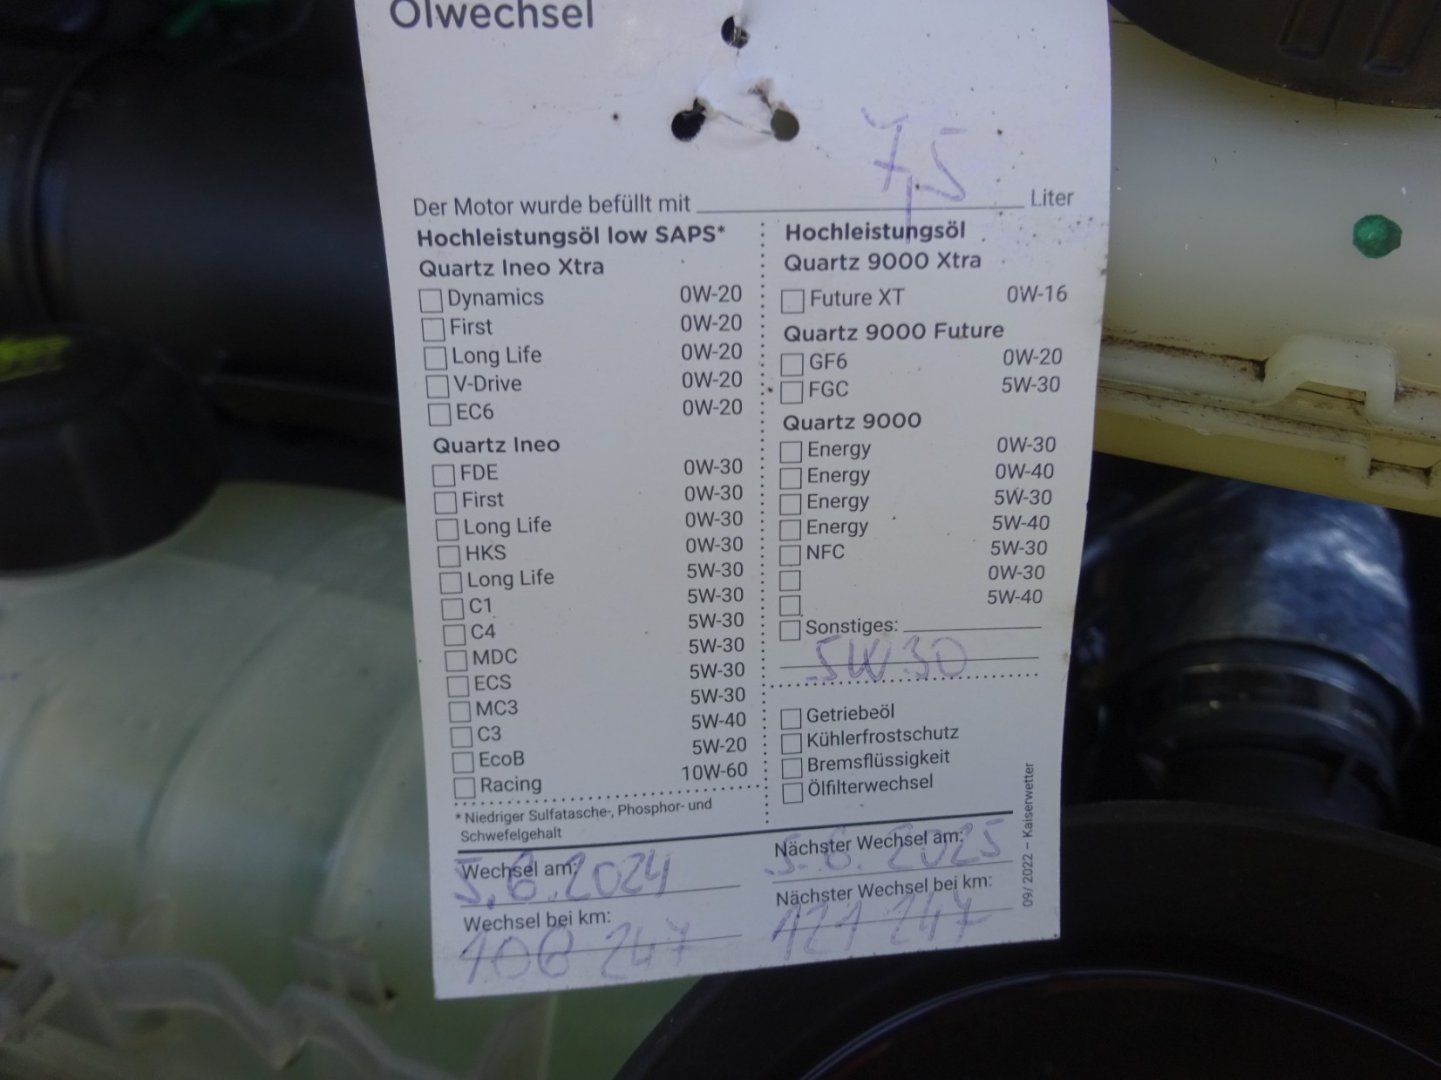 Ölwechsel
7,5
Der Motor wurde befüllt mit Liter
Hochleistungsöl low SAPS*
Quartz Ineo Xtra
Dynamics 0W-20
First 0W-20
Long Life 0W-20
V-Drive 0W-20
EC6 0W-20
Quartz Ineo
FDE 0W-30
First 0W-30
Long Life 0W-30
HKS 0W-30
Long Life 5W-30
C1 5W-30
C4 5W-30
MDC 5W-30
ECS 5W-30
MC3 5W-30
C3 5W-40
EcoB 5W-20
Racing 10W-60
* Niedriger Sulfatasche-, Phosphor- und
Schwefelgehalt
Hochleistungsöl
Quartz 9000 Xtra
Future XT 0W-16
Quartz 9000 Future
GF6 0W-20
FGC 5W-30
Quartz 9000
Energy 0W-30
Energy 0W-40
Energy 5W-30
Energy 5W-40
NFC 5W-30
0W-30
5W-40
Sonstiges:
5W30
Getriebeöl
Kühlerfrostschutz
Bremsflüssigkeit
Ölfilterwechsel
Wechsel am:
5.6.2024
Wechsel bei km:
106 247
Nächster Wechsel am:
5.6.2025
Nächster Wechsel bei km:
121 247
09/ 2022 – Kaiserwetter